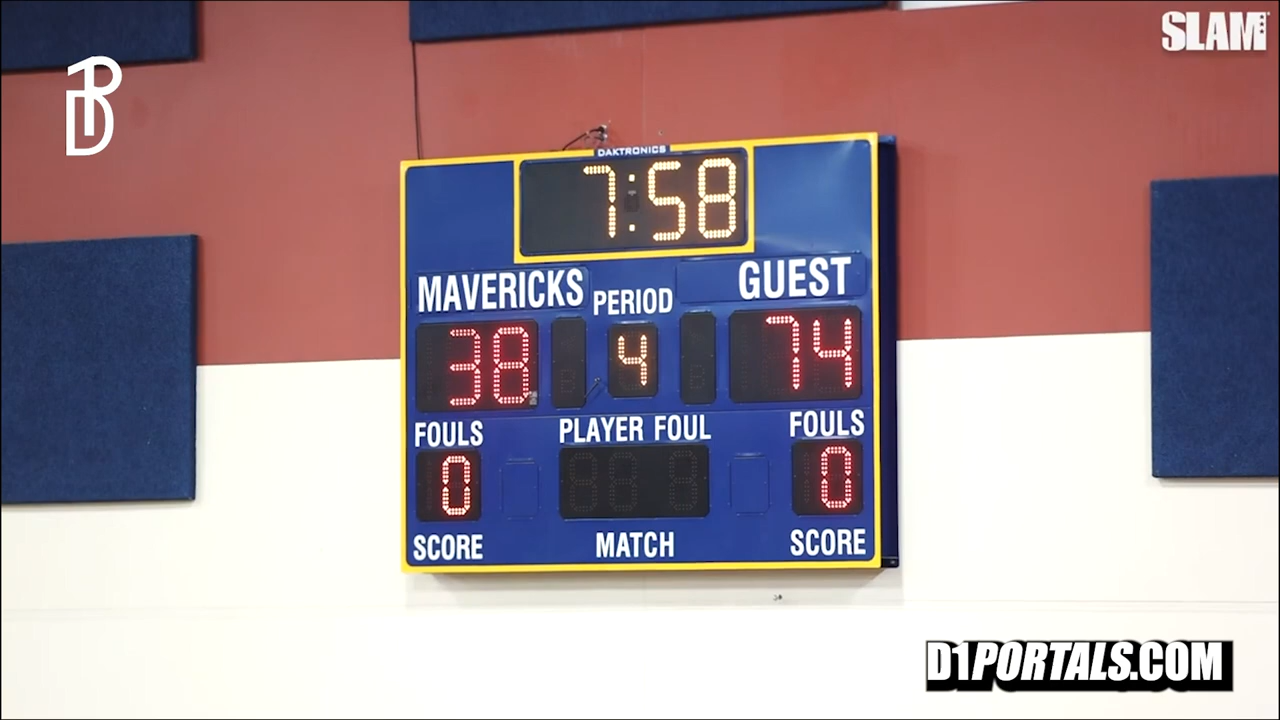 SLAM
D1P
DAKTRONICS
7:58
MAVERICKS PERIOD GUEST
38 4 74
FOULS PLAYER FOUL FOULS
0 0
SCORE MATCH SCORE
D1PORTALS.COM